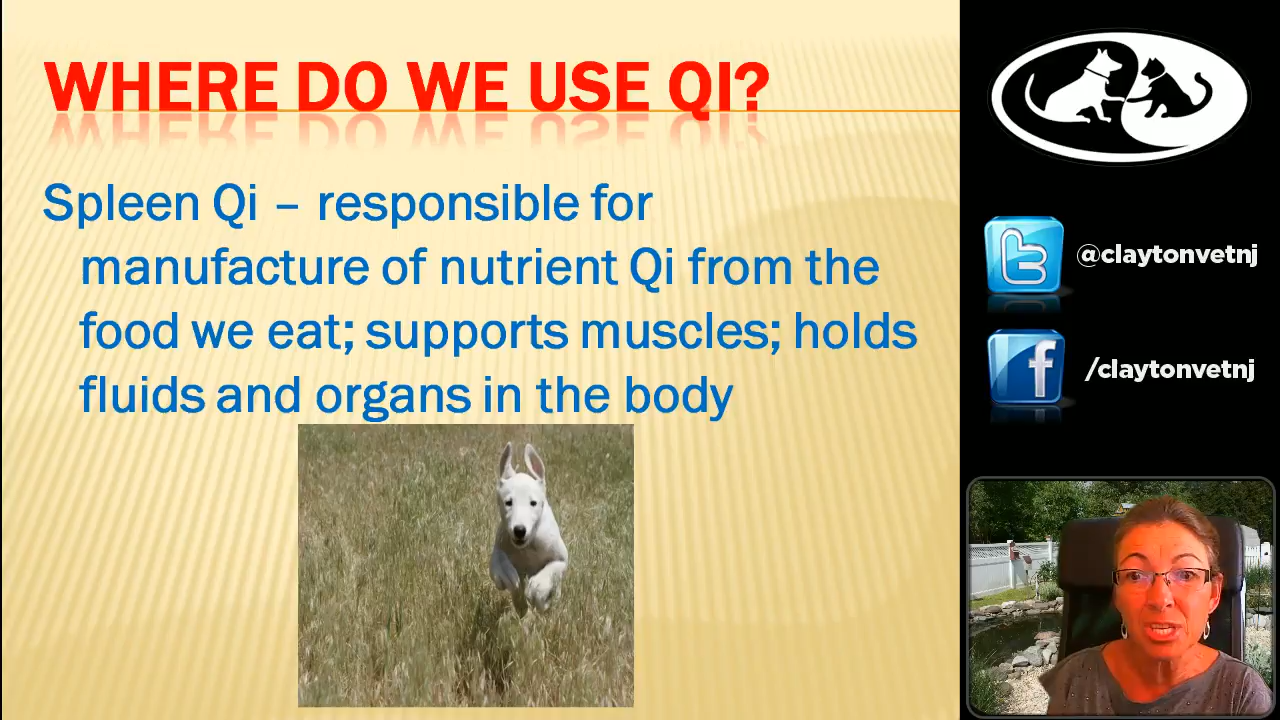 WHERE DO WE USE QI?
Spleen Qi – responsible for
manufacture of nutrient Qi from the
food we eat; supports muscles; holds
fluids and organs in the body
@claytonvetnj
/claytonvetnj